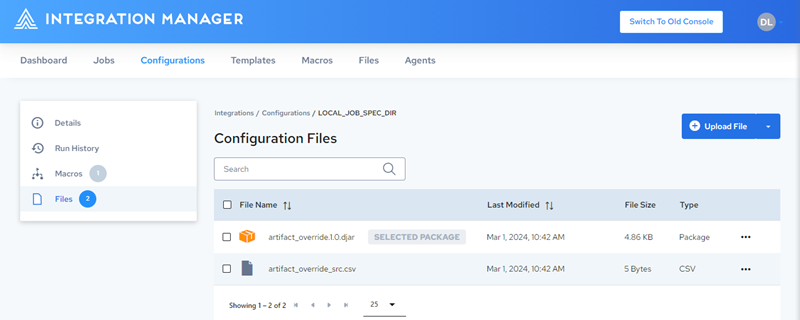 INTEGRATION MANAGER
Switch To Old Console
DL
Dashboard Jobs Configurations Templates Macros Files Agents
Details
Run History
Macros 1
Files 2
Integrations / Configurations / LOCAL_JOB_SPEC_DIR
Configuration Files
Upload File
Search
File Name Last Modified File Size Type
artifact_override.1.0.djar SELECTED PACKAGE Mar 1, 2024, 10:42 AM 4.86 KB Package
artifact_override_src.csv Mar 1, 2024, 10:42 AM 5 Bytes CSV
Showing 1 – 2 of 2 25